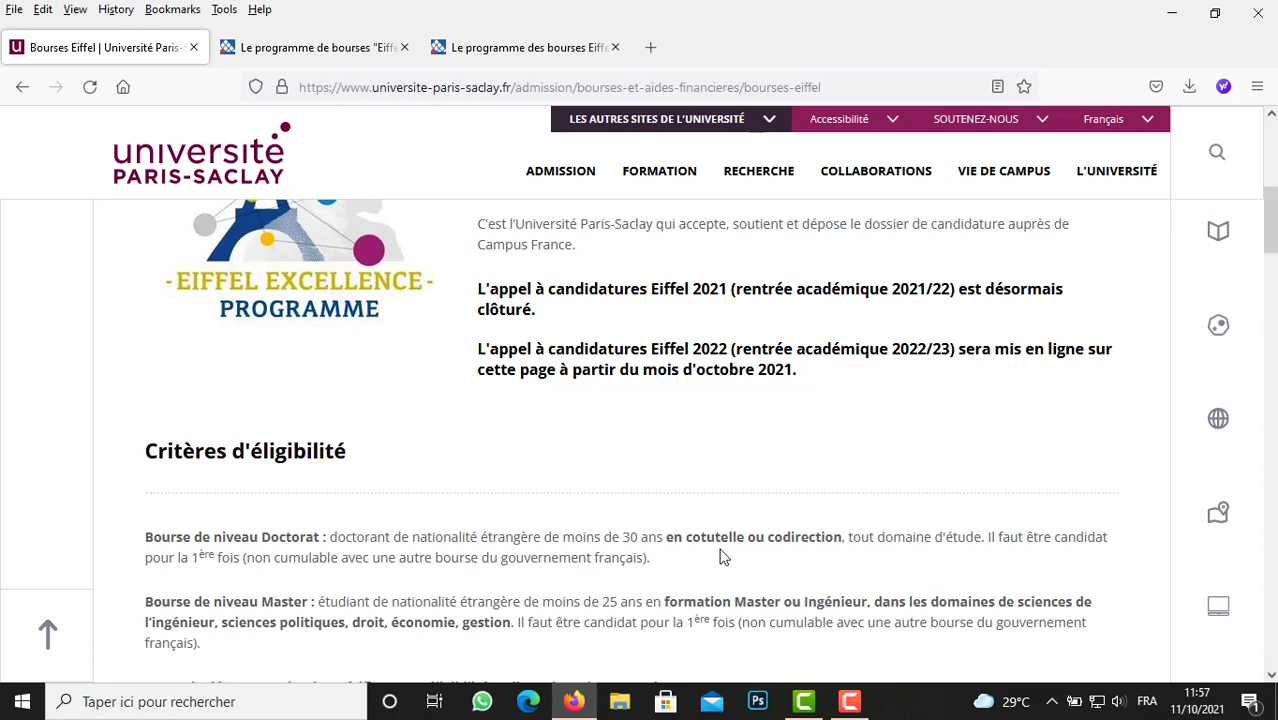 File Edit View History Bookmarks Tools Help
Bourses Eiffel | Université Paris-
Le programme de bourses "Eiffe
Le programme des bourses Eiffe
https://www.universite-paris-saclay.fr/admission/bourses-et-aides-financieres/bourses-eiffel
LES AUTRES SITES DE L'UNIVERSITÉ Accessibilité SOUTENEZ-NOUS Français
université
PARIS-SACLAY
ADMISSION FORMATION RECHERCHE COLLABORATIONS VIE DE CAMPUS L'UNIVERSITÉ
- EIFFEL EXCELLENCE -
PROGRAMME
C'est l'Université Paris-Saclay qui accepte, soutient et dépose le dossier de candidature auprès de
Campus France.
L'appel à candidatures Eiffel 2021 (rentrée académique 2021/22) est désormais
clôturé.
L'appel à candidatures Eiffel 2022 (rentrée académique 2022/23) sera mis en ligne sur
cette page à partir du mois d'octobre 2021.
Critères d'éligibilité
Bourse de niveau Doctorat : doctorant de nationalité étrangère de moins de 30 ans en cotutelle ou codirection, tout domaine d'étude. Il faut être candidat
pour la 1ère fois (non cumulable avec une autre bourse du gouvernement français).
Bourse de niveau Master : étudiant de nationalité étrangère de moins de 25 ans en formation Master ou Ingénieur, dans les domaines de sciences de
l'ingénieur, sciences politiques, droit, économie, gestion. Il faut être candidat pour la 1ère fois (non cumulable avec une autre bourse du gouvernement
français).
Taper ici pour rechercher
Ps
29°C
FRA
11:57
11/10/2021
1